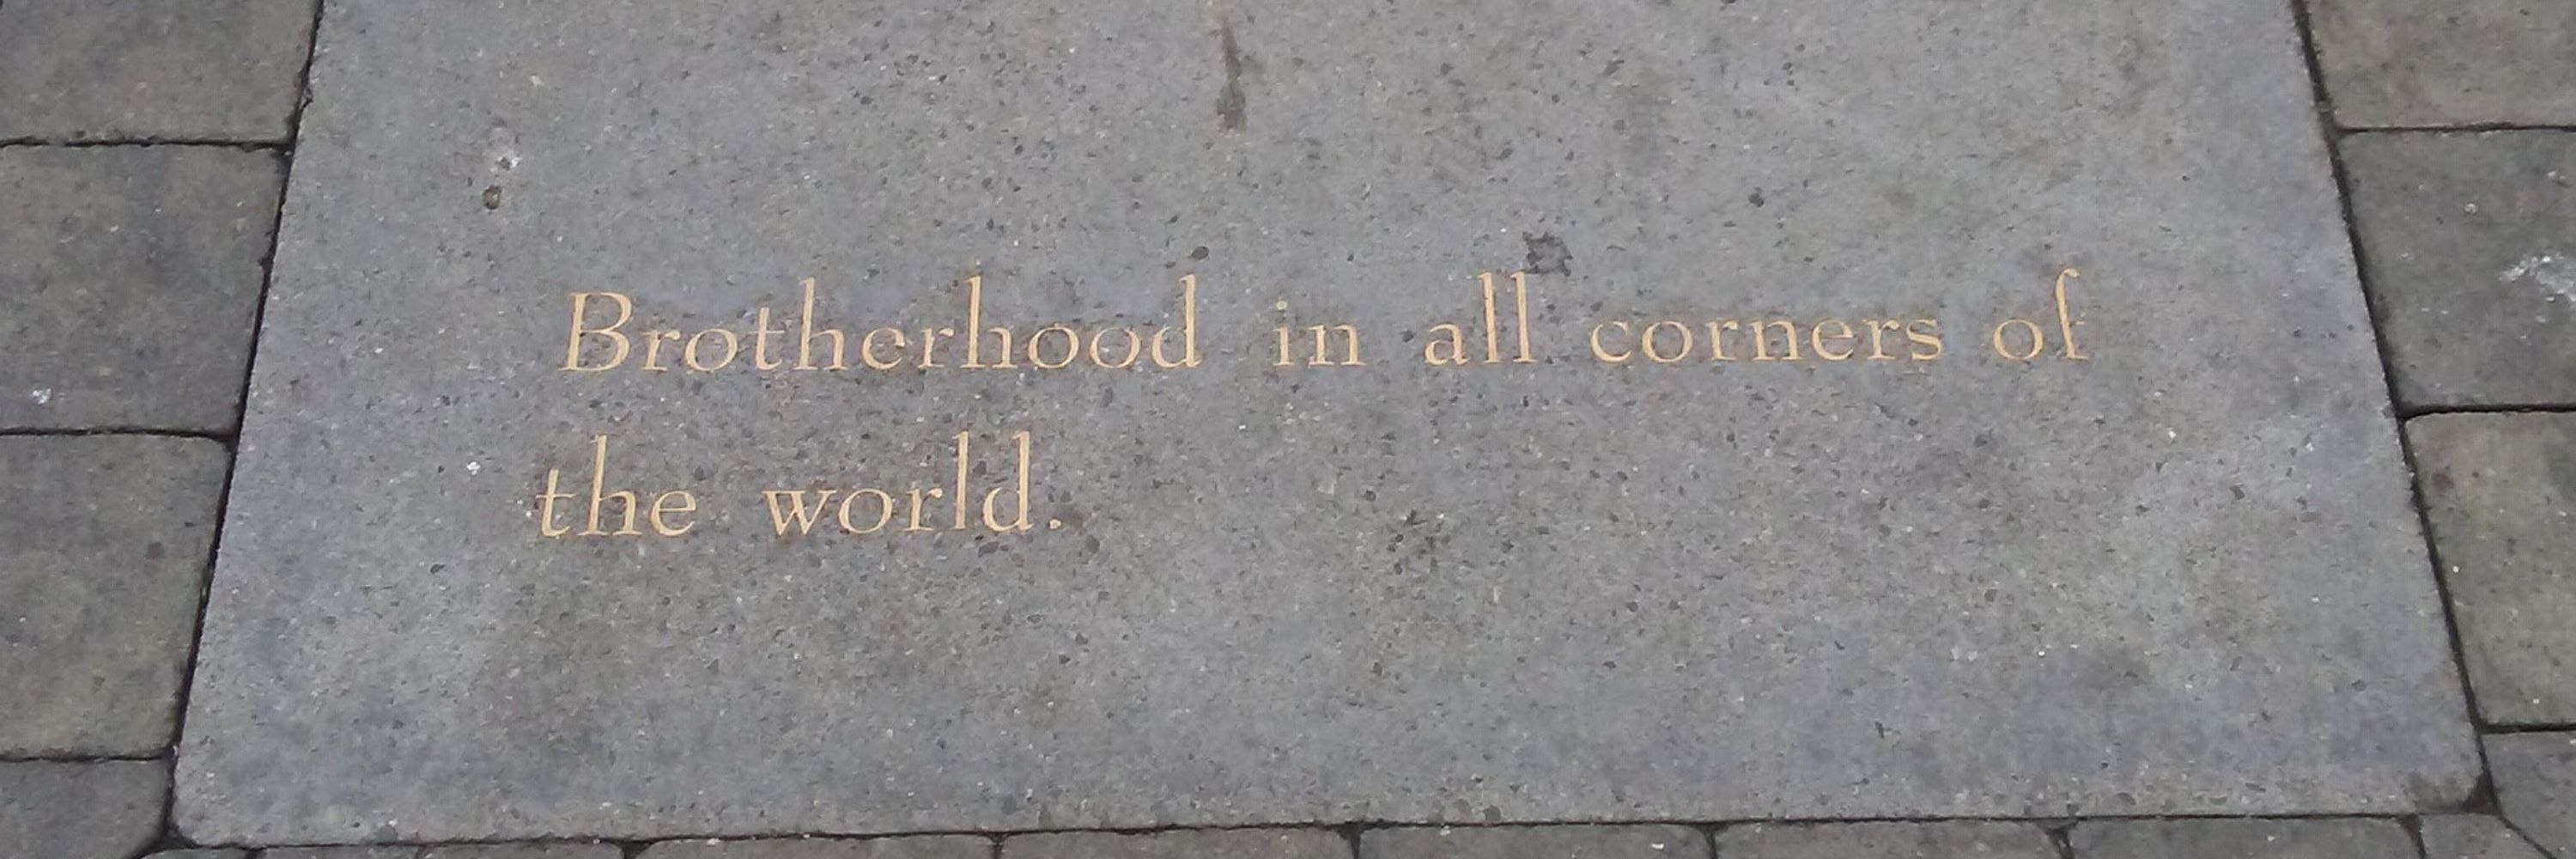 Brotherhood in all corners of
the world.